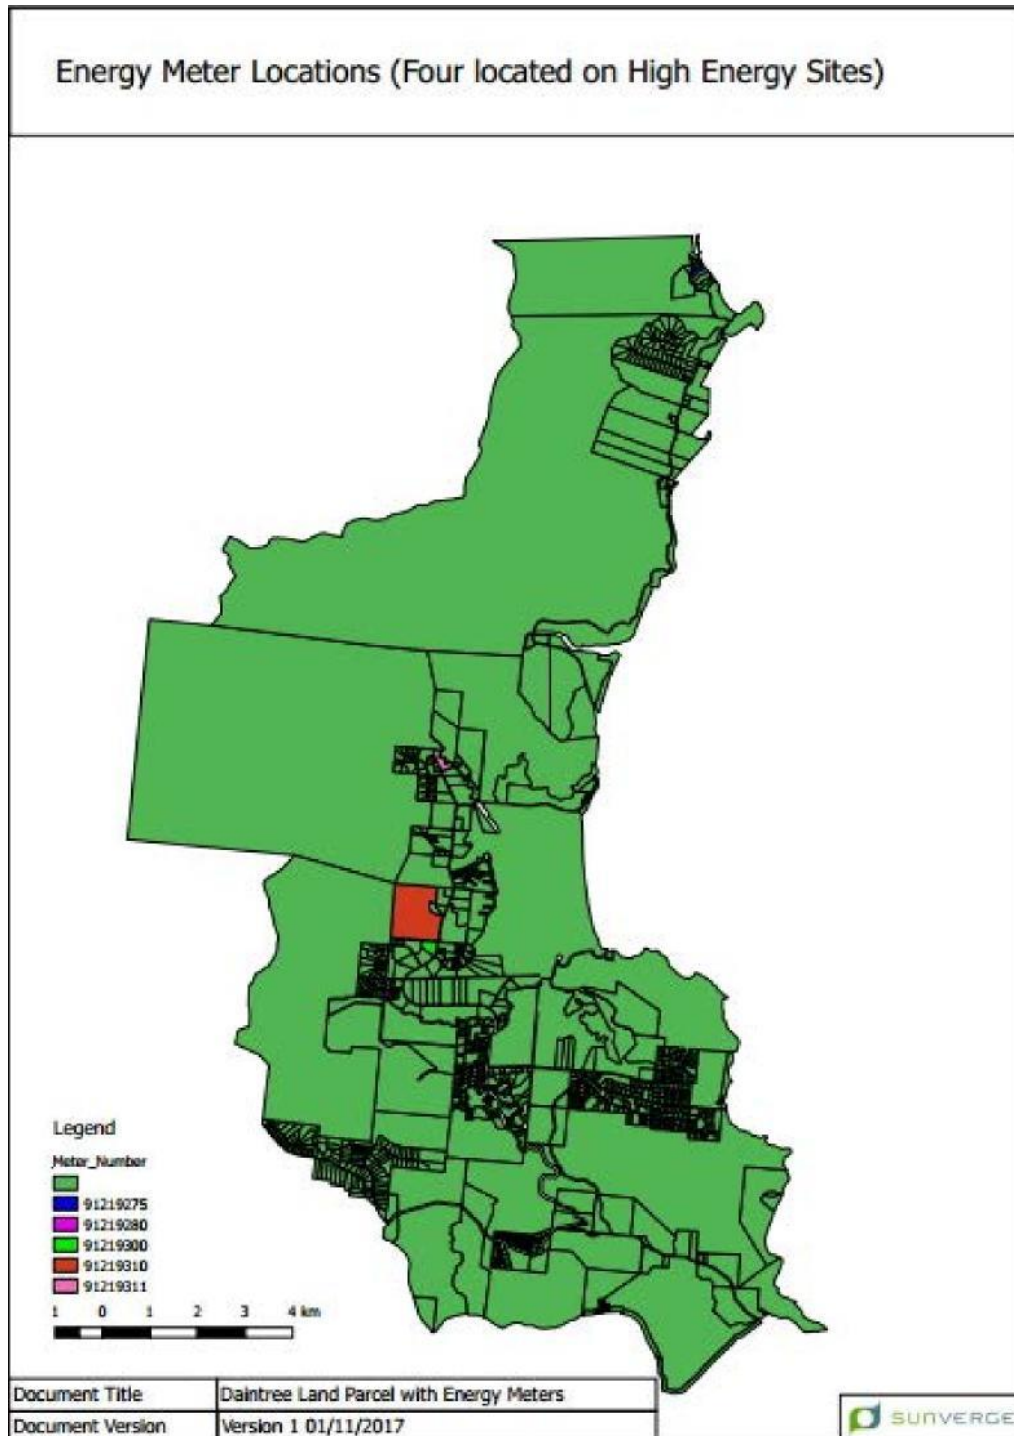 Energy Meter Locations (Four located on High Energy Sites)
Legend
Meter_Number
91219275
91219280
91219300
91219310
91219311
1 0 1 2 3 4 km
Document Title Daintree Land Parcel with Energy Meters
Document Version Version 1 01/11/2017
SUNVERGE